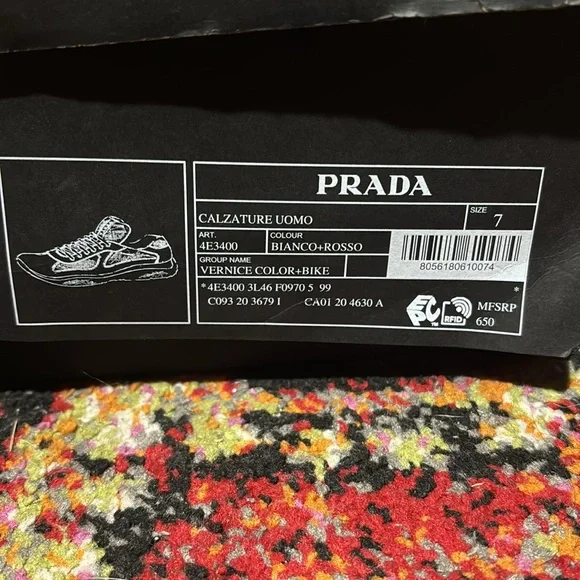 PRADA
CALZATURE UOMO
SIZE 7
ART. COLOUR
4E3400 BIANCO+ROSSO
GROUP NAME
VERNICE COLOR+BIKE
8056180610074
*4E3400 3L46 F0970 5 99 *
C093 20 3679 I CA01 20 4630 A
EPC™ RFID
MFSRP
650